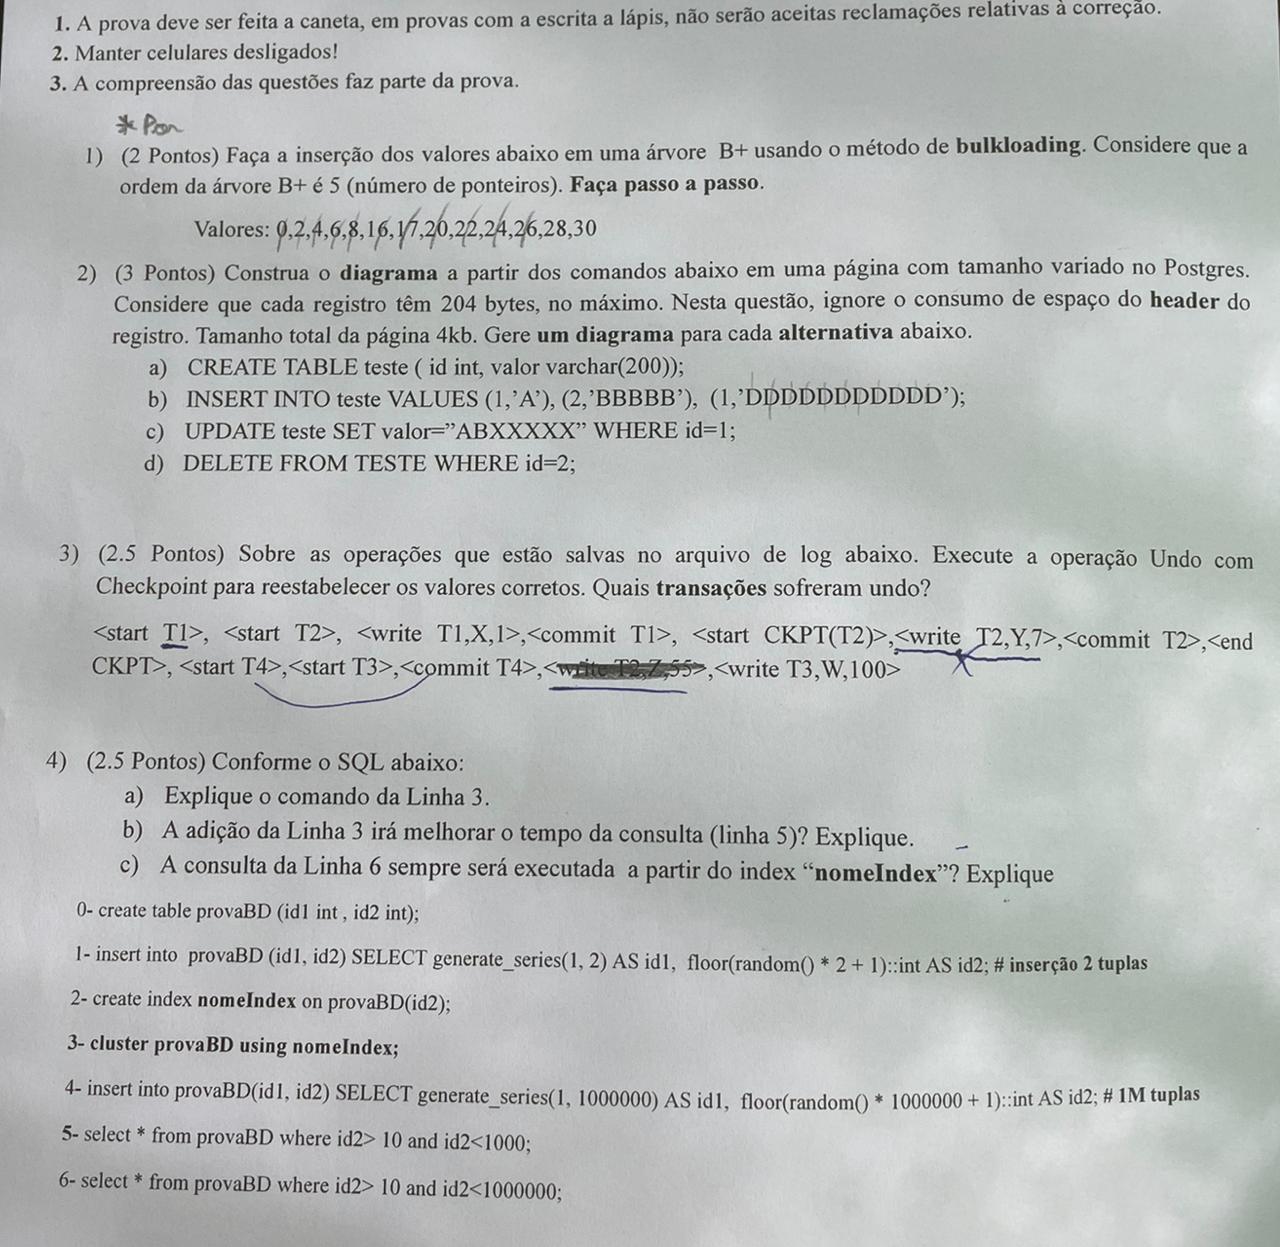 1. A prova deve ser feita a caneta, em provas com a escrita a lápis, não serão aceitas reclamações relativas à correção.
2. Manter celulares desligados!
3. A compreensão das questões faz parte da prova.
* Por
1) (2 Pontos) Faça a inserção dos valores abaixo em uma árvore B+ usando o método de bulkloading. Considere que a
ordem da árvore B+ é 5 (número de ponteiros). Faça passo a passo.
Valores: 0,2,4,6,8,16,17,20,22,24,26,28,30
2) (3 Pontos) Construa o diagrama a partir dos comandos abaixo em uma página com tamanho variado no Postgres.
Considere que cada registro têm 204 bytes, no máximo. Nesta questão, ignore o consumo de espaço do header do
registro. Tamanho total da página 4kb. Gere um diagrama para cada alternativa abaixo.
a) CREATE TABLE teste ( id int, valor varchar(200));
b) INSERT INTO teste VALUES (1,’A’), (2,’BBBBB’), (1,’DDDDDDDDDDDD’);
c) UPDATE teste SET valor=”ABXXXXX” WHERE id=1;
d) DELETE FROM TESTE WHERE id=2;
3) (2.5 Pontos) Sobre as operações que estão salvas no arquivo de log abaixo. Execute a operação Undo com
Checkpoint para reestabelecer os valores corretos. Quais transações sofreram undo?
<start T1>, <start T2>, <write T1,X,1>,<commit T1>, <start CKPT(T2)>,<write T2,Y,7>,<commit T2>,<end
CKPT>, <start T4>,<start T3>,<commit T4>,<write T2,Z,55>,<write T3,W,100>
4) (2.5 Pontos) Conforme o SQL abaixo:
a) Explique o comando da Linha 3.
b) A adição da Linha 3 irá melhorar o tempo da consulta (linha 5)? Explique.
c) A consulta da Linha 6 sempre será executada a partir do index “nomeIndex”? Explique
0- create table provaBD (id1 int , id2 int);
1- insert into provaBD (id1, id2) SELECT generate_series(1, 2) AS id1, floor(random() * 2 + 1)::int AS id2; # inserção 2 tuplas
2- create index nomeIndex on provaBD(id2);
3- cluster provaBD using nomeIndex;
4- insert into provaBD(id1, id2) SELECT generate_series(1, 1000000) AS id1, floor(random() * 1000000 + 1)::int AS id2; # 1M tuplas
5- select * from provaBD where id2> 10 and id2<1000;
6- select * from provaBD where id2> 10 and id2<1000000;